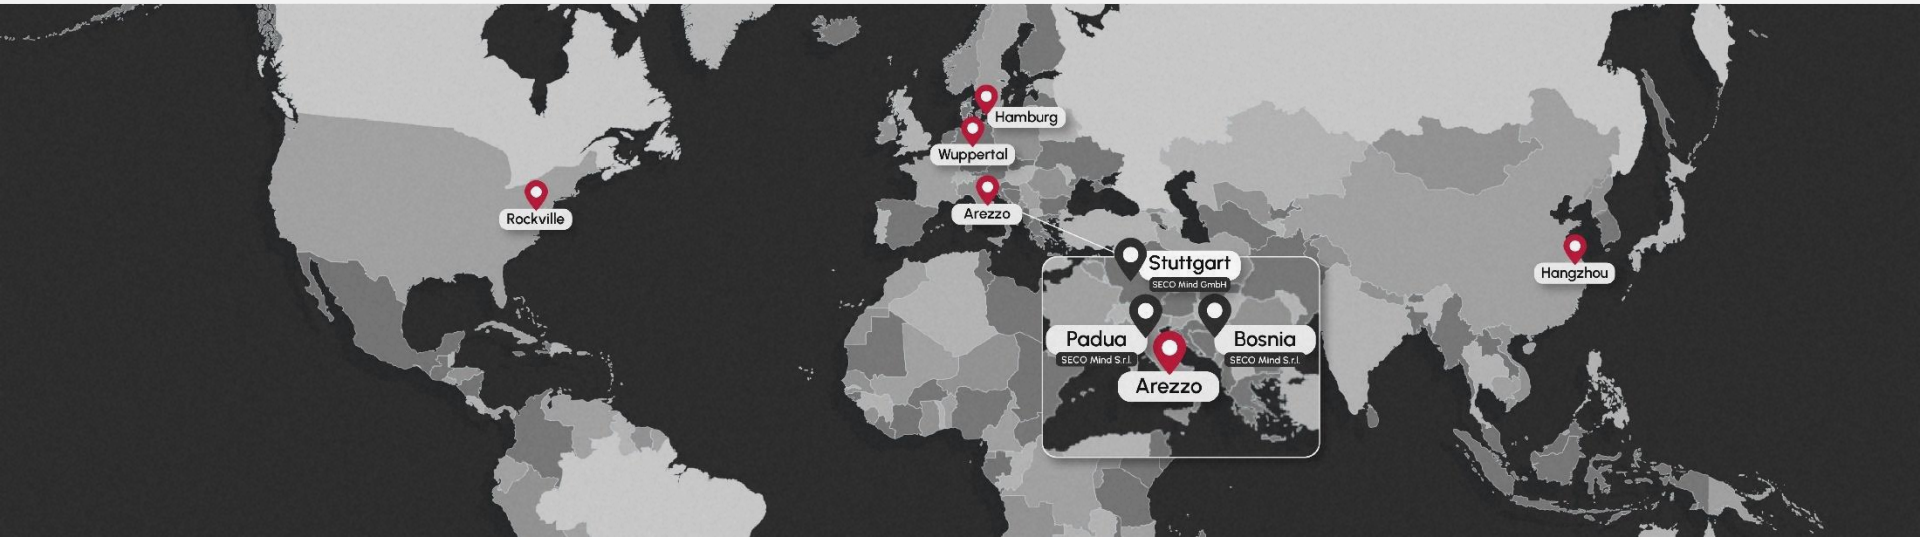 Hamburg
Wuppertal
Rockville
Arezzo
Hangzhou
Stuttgart
SECO Mind GmbH
Padua
SECO Mind S.r.l.
Bosnia
SECO Mind S.r.l.
Arezzo